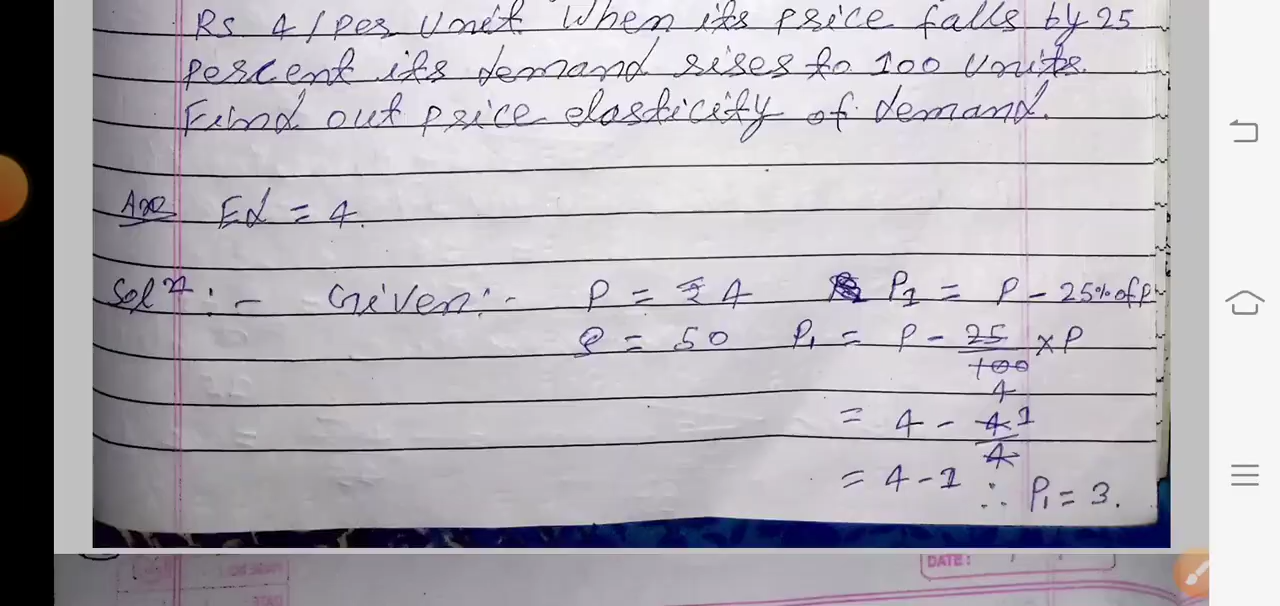 Rs 4/per unit. When its price falls by 25
percent its demand rises to 100 units.
Find out price elasticity of demand.
Ans Ed = 4.
Solⁿ :- Given:- P = ₹4 P1 = P - 25% of P
Q = 50 P1 = P - 25/100 × P
4
= 4 - 4/4 1
= 4 - 1 ∴ P1 = 3.
DATE: